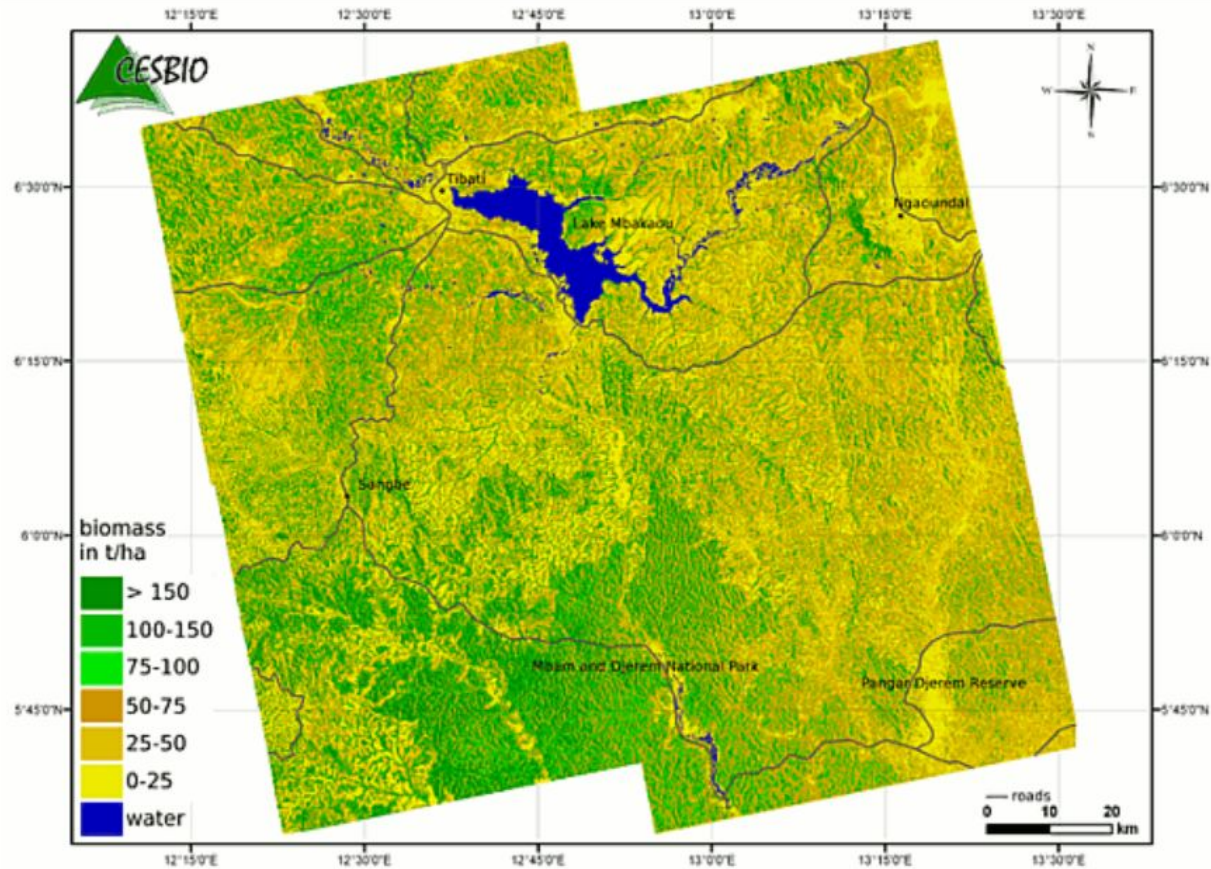 12°15'0"E 12°30'0"E 12°45'0"E 13°0'0"E 13°15'0"E 13°30'0"E
CESBIO
N
W E
S
6°30'0"N 6°30'0"N
Tibati
Ngaoundal
Lake Mbakaou
6°15'0"N 6°15'0"N
Sangbe
biomass
in t/ha
6°0'0"N 6°0'0"N
> 150
100-150
75-100
50-75
25-50
0-25
water
Mbam and Djerem National Park
Pangar Djerem Reserve
5°45'0"N 5°45'0"N
roads
0 10 20
km
12°15'0"E 12°30'0"E 12°45'0"E 13°0'0"E 13°15'0"E 13°30'0"E